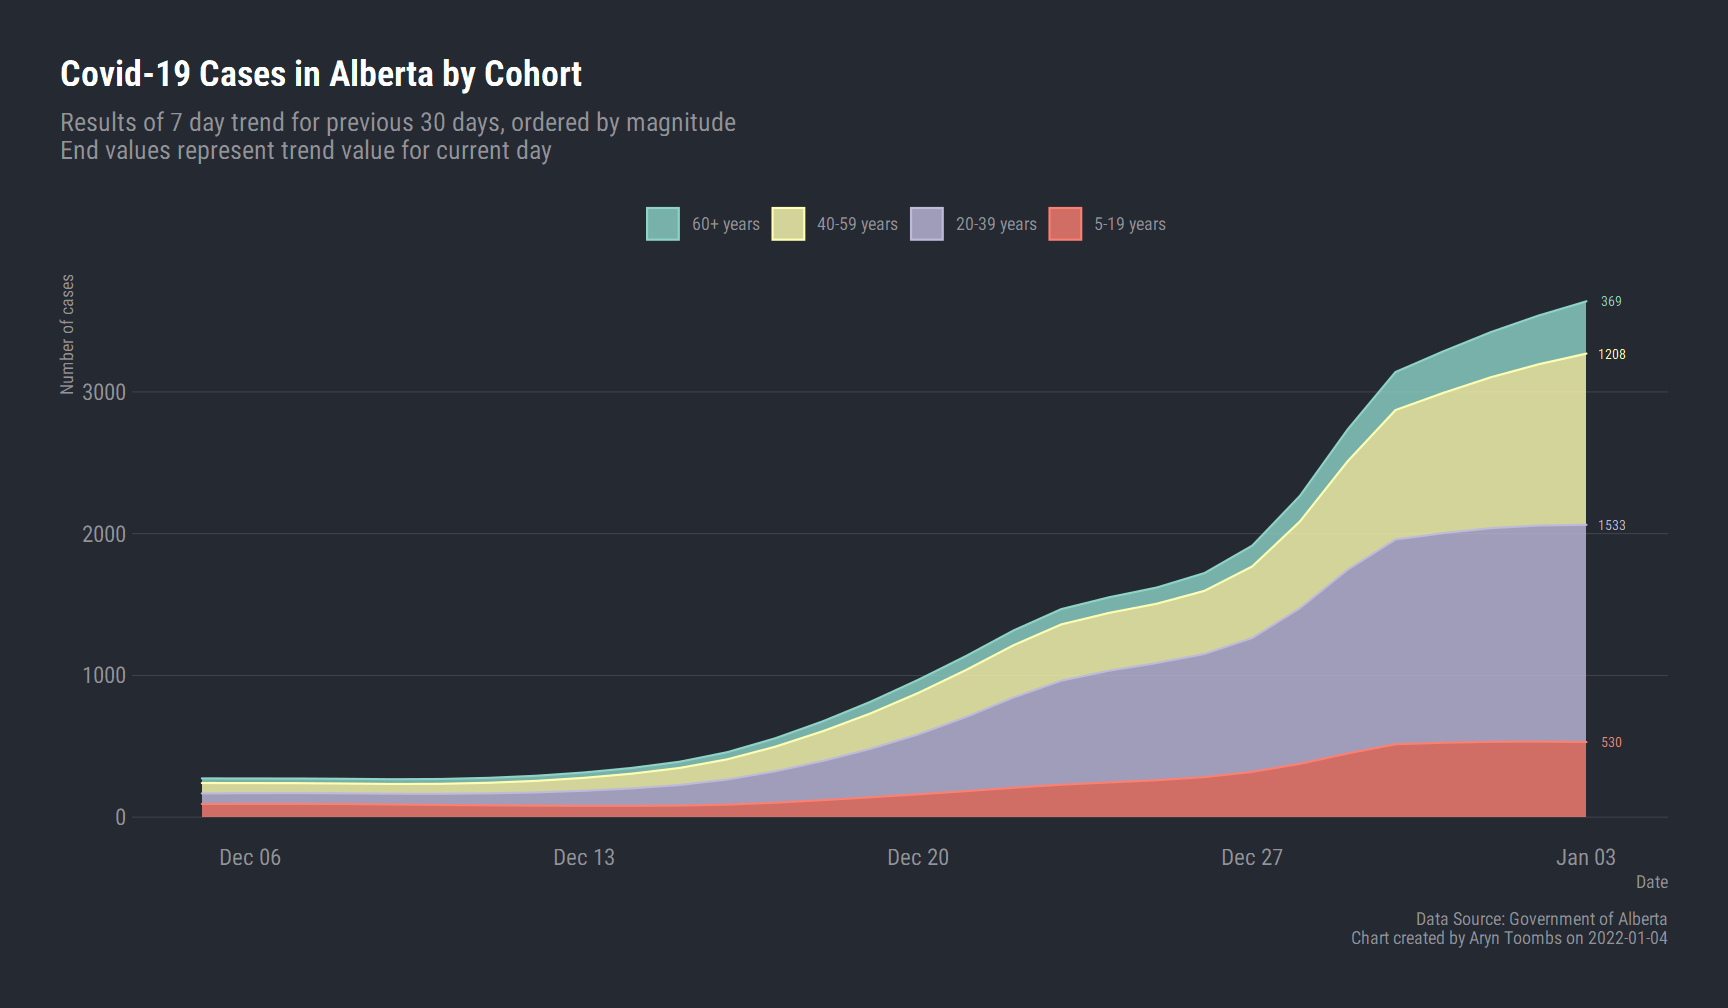 Covid-19 Cases in Alberta by Cohort
Results of 7 day trend for previous 30 days, ordered by magnitude
End values represent trend value for current day
60+ years
40-59 years
20-39 years
5-19 years
Number of cases
3000
2000
1000
0
369
1208
1533
530
Dec 06
Dec 13
Dec 20
Dec 27
Jan 03
Date
Data Source: Government of Alberta
Chart created by Aryn Toombs on 2022-01-04